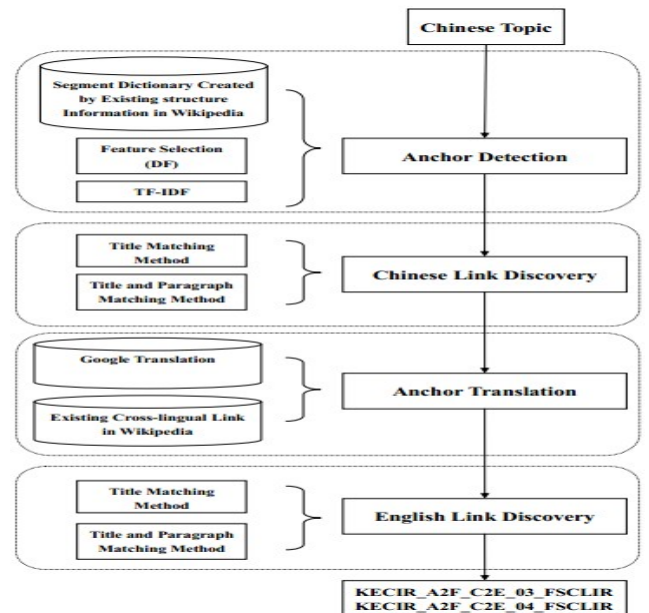 Chinese Topic
Segment Dictionary Created
by Existing structure
Information in Wikipedia
Feature Selection
(DF)
TF-IDF
Anchor Detection
Title Matching
Method
Title and Paragraph
Matching Method
Chinese Link Discovery
Google Translation
Existing Cross-lingual Link
in Wikipedia
Anchor Translation
Title Matching
Method
Title and Paragraph
Matching Method
English Link Discovery
KECIR_A2F_C2E_03_FSCLIR
KECIR_A2F_C2E_04_FSCLIR